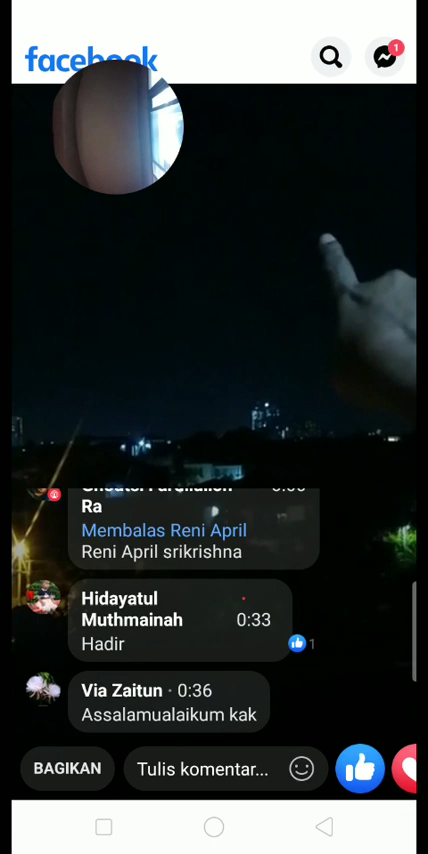 facebook
1
Ra
Membalas Reni April
Reni April srikrishna
Hidayatul
Muthmainah 0:33
Hadir
1
Via Zaitun · 0:36
Assalamualaikum kak
BAGIKAN
Tulis komentar...